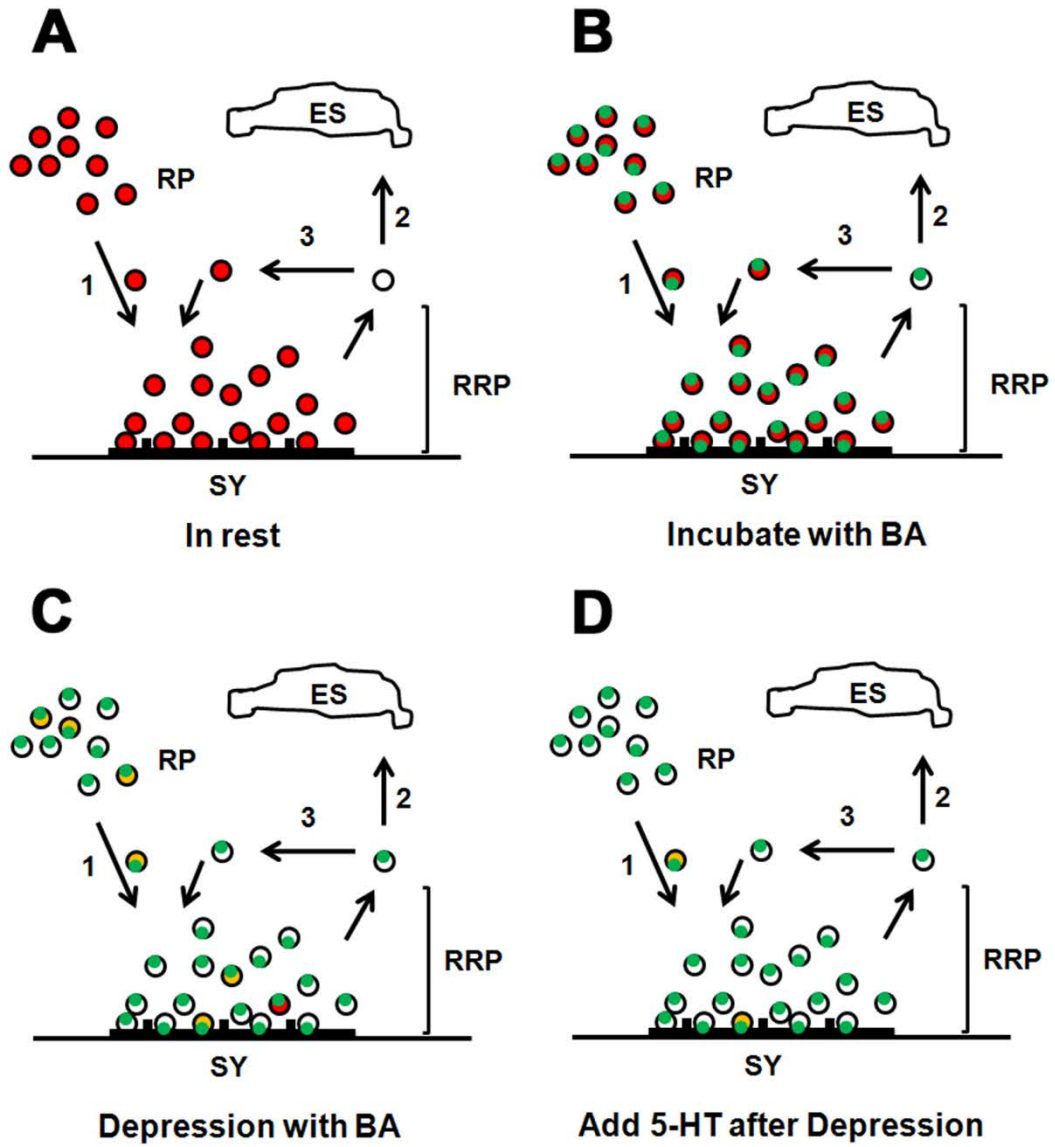 A
B
ES
ES
RP
RP
3
2
3
2
1
1
RRP
RRP
SY
SY
In rest
Incubate with BA
C
D
ES
ES
RP
RP
3
2
3
2
1
1
RRP
RRP
SY
SY
Depression with BA
Add 5-HT after Depression